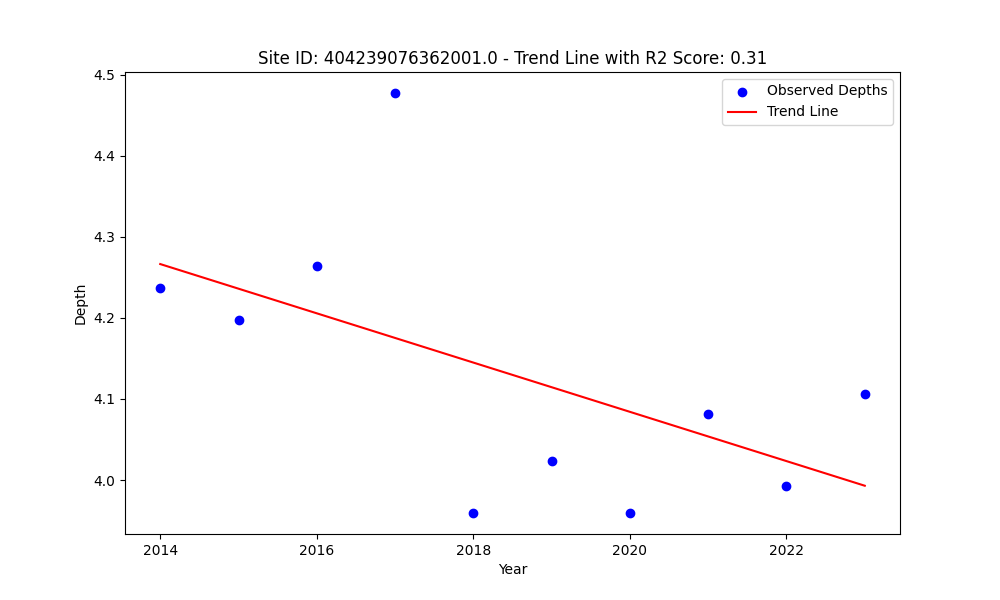 Site ID: 404239076362001.0 - Trend Line with R2 Score: 0.31
Observed Depths
Trend Line
4.5
4.4
4.3
4.2
4.1
4.0
Depth
2014
2016
2018
2020
2022
Year